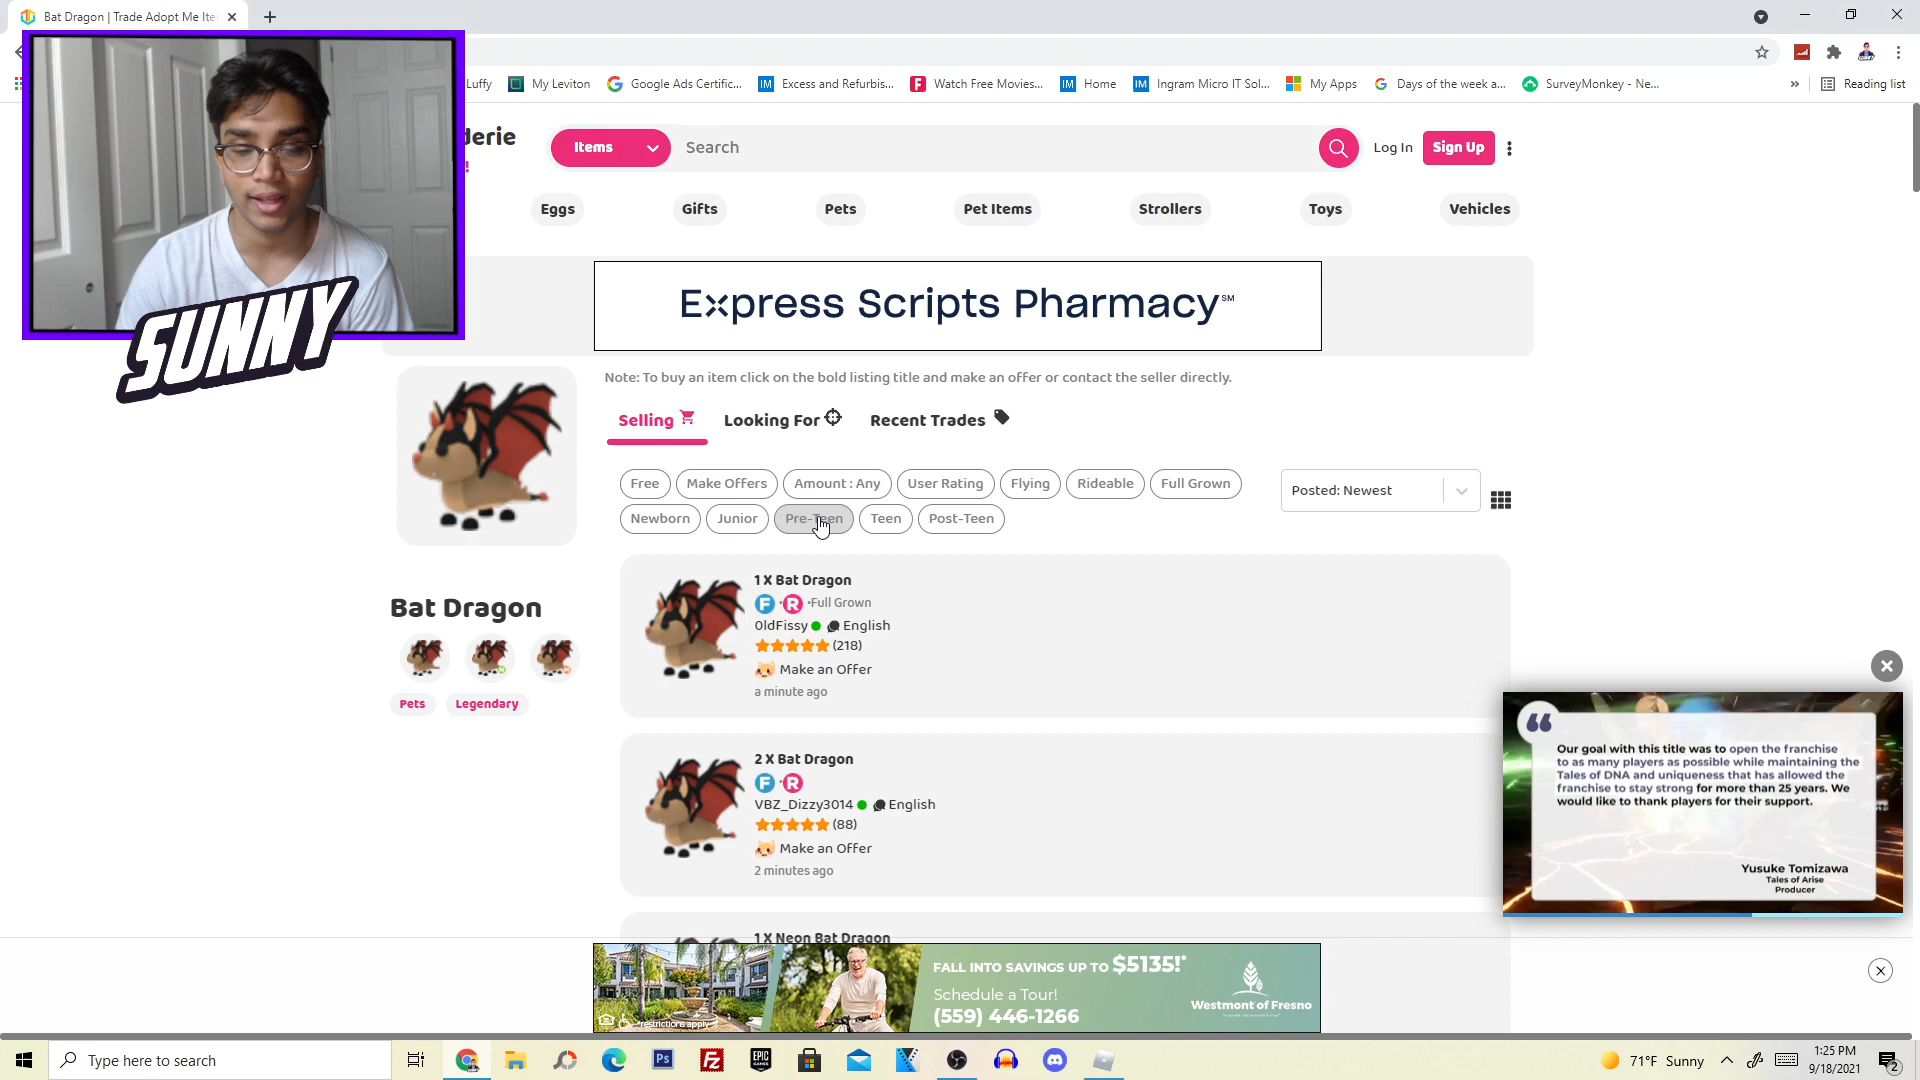 Bat Dragon | Trade Adopt Me Ite
Luffy
My Leviton
Google Ads Certific...
Excess and Refurbis...
Watch Free Movies...
Home
Ingram Micro IT Sol...
My Apps
Days of the week a...
SurveyMonkey - Ne...
»
Reading list
derie
Items
Search
Log In
Sign Up
Eggs
Gifts
Pets
Pet Items
Strollers
Toys
Vehicles
SUNNY
Express Scripts Pharmacy℠
Note: To buy an item click on the bold listing title and make an offer or contact the seller directly.
Selling
Looking For
Recent Trades
Free
Make Offers
Amount : Any
User Rating
Flying
Rideable
Full Grown
Newborn
Junior
Pre-Teen
Teen
Post-Teen
Posted: Newest
Bat Dragon
Pets
Legendary
1 X Bat Dragon
F · R · Full Grown
0ldFissy English
(218)
Make an Offer
a minute ago
2 X Bat Dragon
F · R
VBZ_Dizzy3014 English
(88)
Make an Offer
2 minutes ago
1 X Neon Bat Dragon
Our goal with this title was to open the franchise
to as many players as possible while maintaining the
Tales of DNA and uniqueness that has allowed the
franchise to stay strong for more than 25 years. We
would like to thank players for their support.
Yusuke Tomizawa
Tales of Arise
Producer
*restrictions apply
FALL INTO SAVINGS UP TO $5135!*
Schedule a Tour!
(559) 446-1266
Westmont of Fresno
Type here to search
Ps
EPIC GAMES
71°F Sunny
1:25 PM
9/18/2021
2